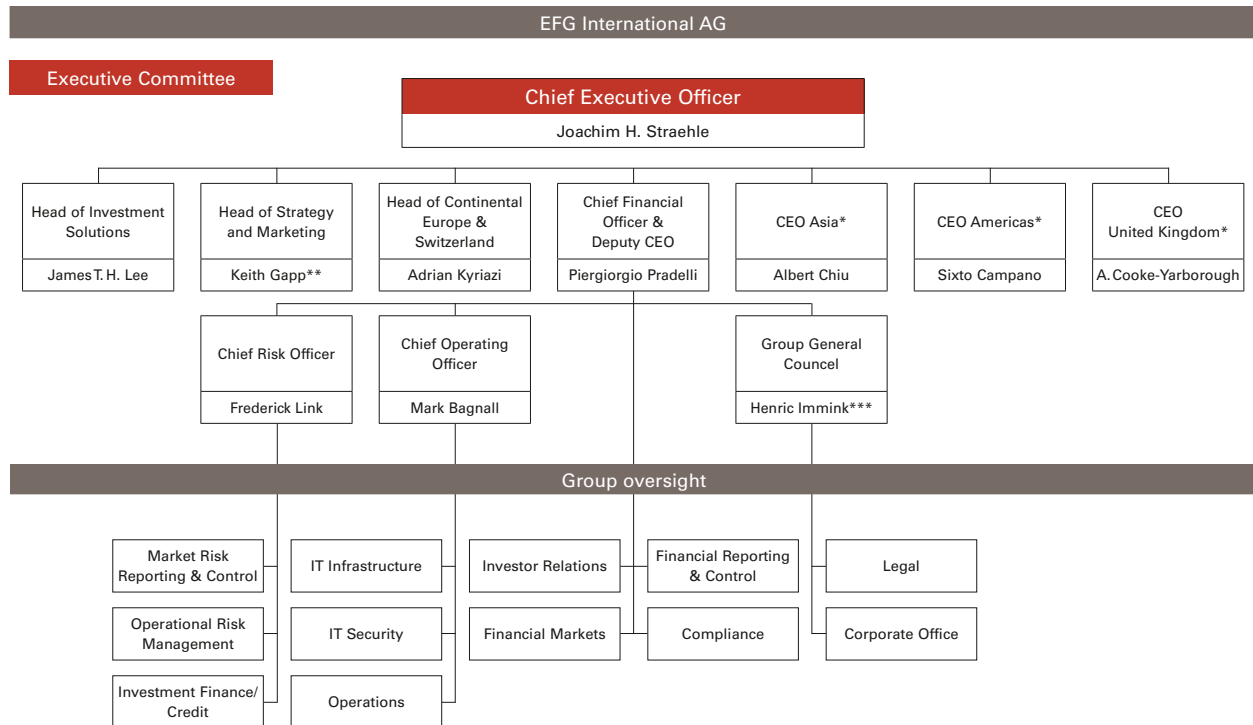 EFG International AG
Executive Committee
Chief Executive Officer
Joachim H. Straehle
Head of Investment
Solutions
James T. H. Lee
Head of Strategy
and Marketing
Keith Gapp**
Head of Continental
Europe &
Switzerland
Adrian Kyriazi
Chief Financial
Officer &
Deputy CEO
Piergiorgio Pradelli
CEO Asia*
Albert Chiu
CEO Americas*
Sixto Campano
CEO
United Kingdom*
A. Cooke-Yarborough
Chief Risk Officer
Frederick Link
Chief Operating
Officer
Mark Bagnall
Group General
Councel
Henric Immink***
Group oversight
Market Risk
Reporting & Control
IT Infrastructure
Investor Relations
Financial Reporting
& Control
Legal
Operational Risk
Management
IT Security
Financial Markets
Compliance
Corporate Office
Investment Finance/
Credit
Operations